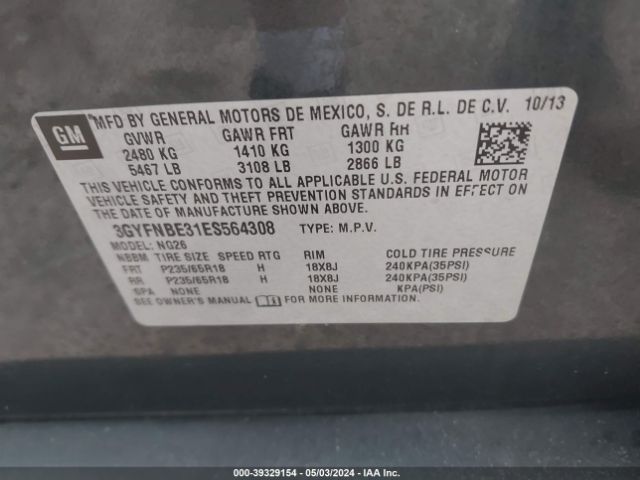 GM
*MFD BY GENERAL MOTORS DE MEXICO, S. DE R.L. DE C.V. 10/13
GVWR GAWR FRT GAWR RR
2480 KG 1410 KG 1300 KG
5467 LB 3108 LB 2866 LB
THIS VEHICLE CONFORMS TO ALL APPLICABLE U.S. FEDERAL MOTOR
VEHICLE SAFETY AND THEFT PREVENTION STANDARDS IN EFFECT ON
THE DATE OF MANUFACTURE SHOWN ABOVE.
3GYFNBE31ES564308 TYPE: M.P.V.
MODEL: NG26
NBBM TIRE SIZE SPEED RTG RIM COLD TIRE PRESSURE
FRT P235/65R18 H 18X8J 240KPA(35PSI)
RR P235/65R18 H 18X8J 240KPA(35PSI)
SPA NONE NONE KPA(PSI)
SEE OWNER'S MANUAL FOR MORE INFORMATION.
000-39329154 - 05/03/2024 - IAA Inc.